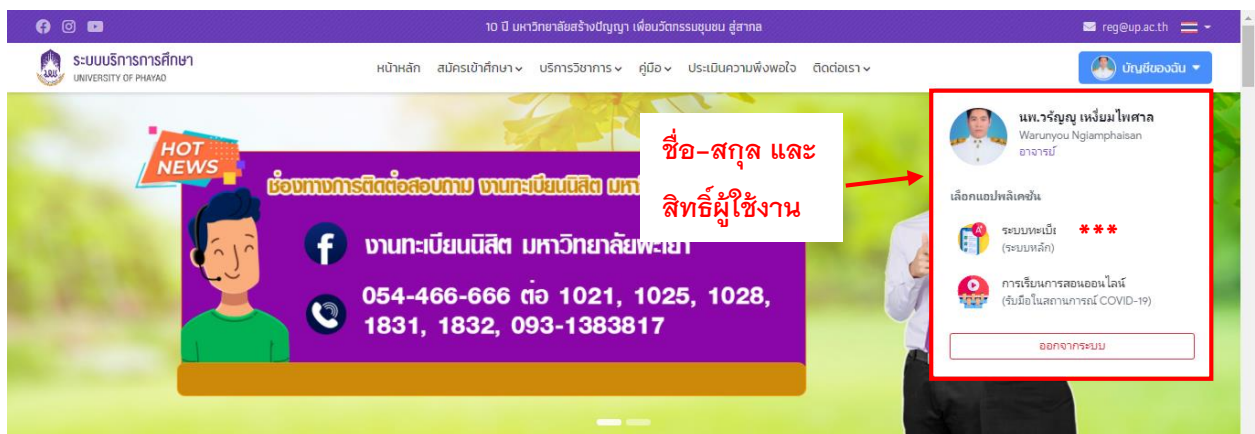 10 ปี มหาวิทยาลัยสร้างปัญญา เพื่อนวัตกรรมชุมชน สู่สากล
reg@up.ac.th
ระบบบริการการศึกษา
UNIVERSITY OF PHAYAO
หน้าหลัก สมัครเข้าศึกษา บริการวิชาการ คู่มือ ประเมินความพึงพอใจ ติดต่อเรา
บัญชีของฉัน
HOT
NEWS
ช่องทางการติดต่อสอบถาม งานทะเบียนนิสิต
งานทะเบียนนิสิต มหาวิทยาลัยพะเยา
054-466-666 ต่อ 1021, 1025, 1028,
1831, 1832, 093-1383817
ชื่อ-สกุล และ
สิทธิ์ผู้ใช้งาน
นพ.วรัญญู เหงี่ยมไพศาล
Warunyou Ngiamphaisan
อาจารย์
เลือกแอปพลิเคชัน
***
(ระบบหลัก)
การเรียนการสอนออนไลน์
(รับมือในสถานการณ์ COVID-19)
ออกจากระบบ